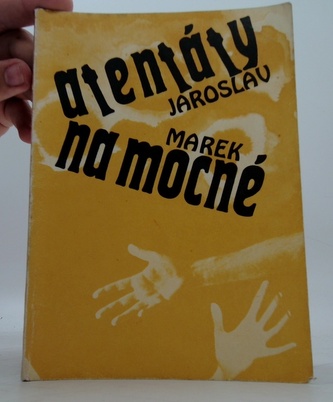 atentáty
JAROSLAV
MAREK
na mocné